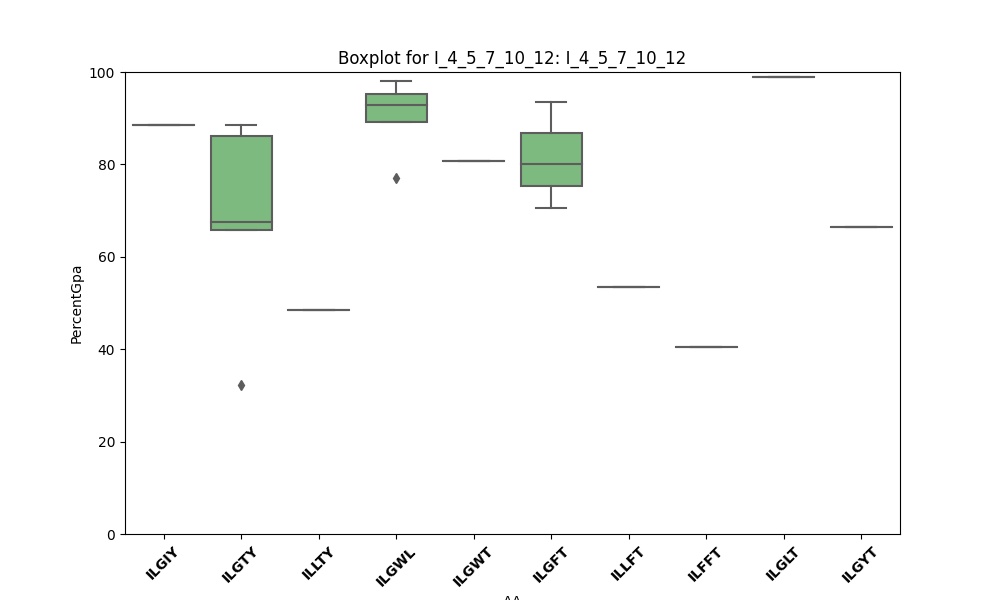 Boxplot for I_4_5_7_10_12: I_4_5_7_10_12
PercentGpa
100
80
60
40
20
0
ILGIY
ILGTY
ILLTY
ILGWL
ILGWT
ILGFT
ILLFT
ILFFT
ILGLT
ILGYT
AA